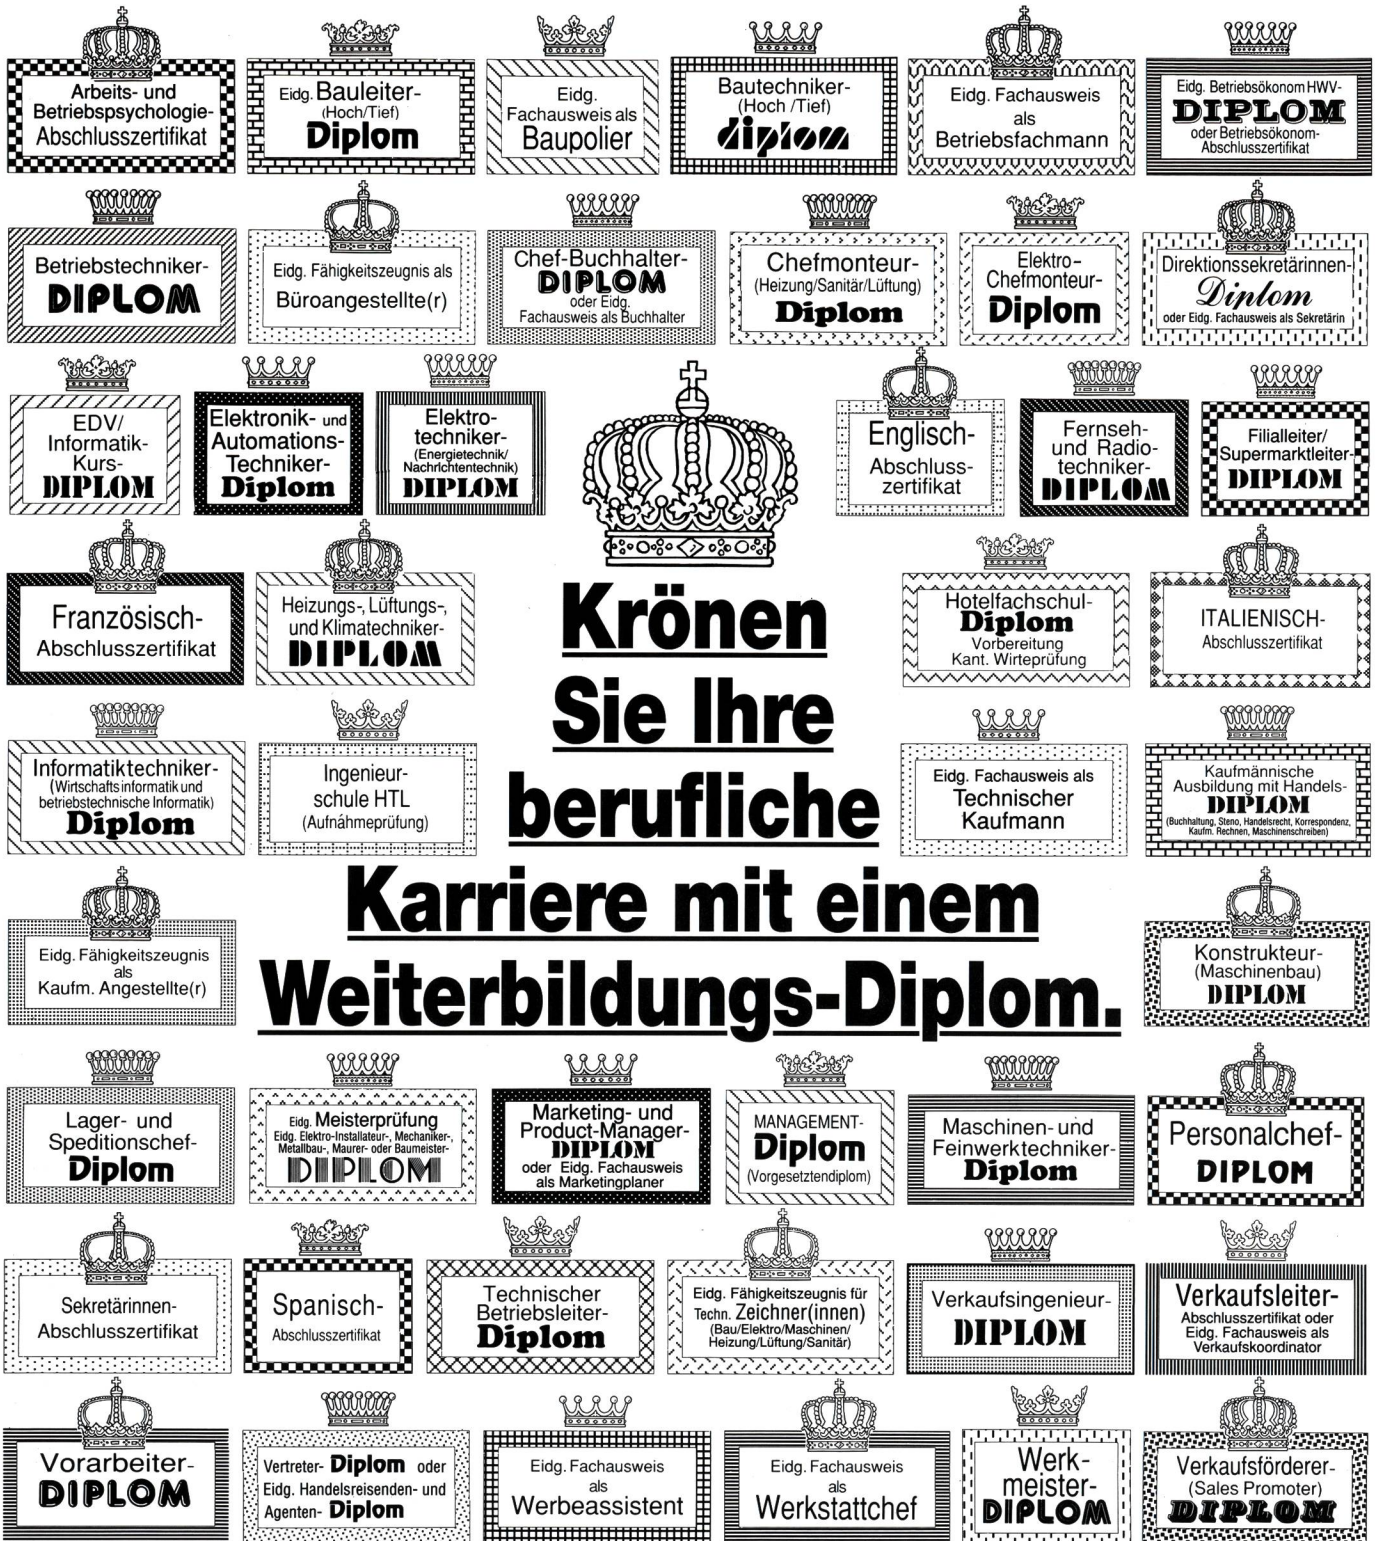 Arbeits- und
Betriebspsychologie-
Abschlusszertifikat
Eidg. Bauleiter-
(Hoch/Tief)
Diplom
Eidg.
Fachausweis als
Baupolier
Bautechniker-
(Hoch /Tief)
diplom
Eidg. Fachausweis
als
Betriebsfachmann
Eidg. Betriebsökonom HWV-
DIPLOM
oder Betriebsökonom-
Abschlusszertifikat
Betriebstechniker-
DIPLOM
Eidg. Fähigkeitszeugnis als
Büroangestellte(r)
Chef-Buchhalter-
DIPLOM
oder Eidg.
Fachausweis als Buchhalter
Chefmonteur-
(Heizung/Sanitär/Lüftung)
Diplom
Elektro-
Chefmonteur-
Diplom
Direktionssekretärinnen-
Diplom
oder Eidg. Fachausweis als Sekretärin
EDV/
Informatik-
Kurs-
DIPLOM
Elektronik- und
Automations-
Techniker-
Diplom
Elektro-
techniker-
(Energietechnik/
Nachrichtentechnik)
DIPLOM
Englisch-
Abschluss-
zertifikat
Fernseh-
und Radio-
techniker-
DIPLOM
Filialleiter/
Supermarktleiter-
DIPLOM
Französisch-
Abschlusszertifikat
Heizungs-, Lüftungs-,
und Klimatechniker-
DIPLOM
Krönen
Sie Ihre
berufliche
Karriere mit einem
Weiterbildungs-Diplom.
Hotelfachschul-
Diplom
Vorbereitung
Kant. Wirteprüfung
ITALIENISCH-
Abschlusszertifikat
Informatiktechniker-
(Wirtschaftsinformatik und
betriebstechnische Informatik)
Diplom
Ingenieur-
schule HTL
(Aufnáhmeprüfung)
Eidg. Fachausweis als
Technischer
Kaufmann
Kaufmännische
Ausbildung mit Handels-
DIPLOM
(Buchhaltung, Steno, Handelsrecht, Korrespondenz,
Kaufm. Rechnen, Maschinenschreiben)
Eidg. Fähigkeitszeugnis
als
Kaufm. Angestellte(r)
Konstrukteur-
(Maschinenbau)
DIPLOM
Lager- und
Speditionschef-
Diplom
Eidg. Meisterprüfung
Eidg. Elektro-Installateur-, Mechaniker-,
Metallbau-, Maurer- oder Baumeister-
DIPLOM
Marketing- und
Product-Manager-
DIPLOM
oder Eidg. Fachausweis
als Marketingplaner
MANAGEMENT-
Diplom
(Vorgesetztendiplom)
Maschinen- und
Feinwerktechniker-
Diplom
Personalchef-
DIPLOM
Sekretärinnen-
Abschlusszertifikat
Spanisch-
Abschlusszertifikat
Technischer
Betriebsleiter-
Diplom
Eidg. Fähigkeitszeugnis für
Techn. Zeichner(innen)
(Bau/Elektro/Maschinen/
Heizung/Lüftung/Sanitär)
Verkaufsingenieur-
DIPLOM
Verkaufsleiter-
Abschlusszertifikat oder
Eidg. Fachausweis als
Verkaufskoordinator
Vorarbeiter-
DIPLOM
Vertreter- Diplom oder
Eidg. Handelsreisenden- und
Agenten- Diplom
Eidg. Fachausweis
als
Werbeassistent
Eidg. Fachausweis
als
Werkstattchef
Werk-
meister-
DIPLOM
Verkaufsförderer-
(Sales Promoter)
DIPLOM